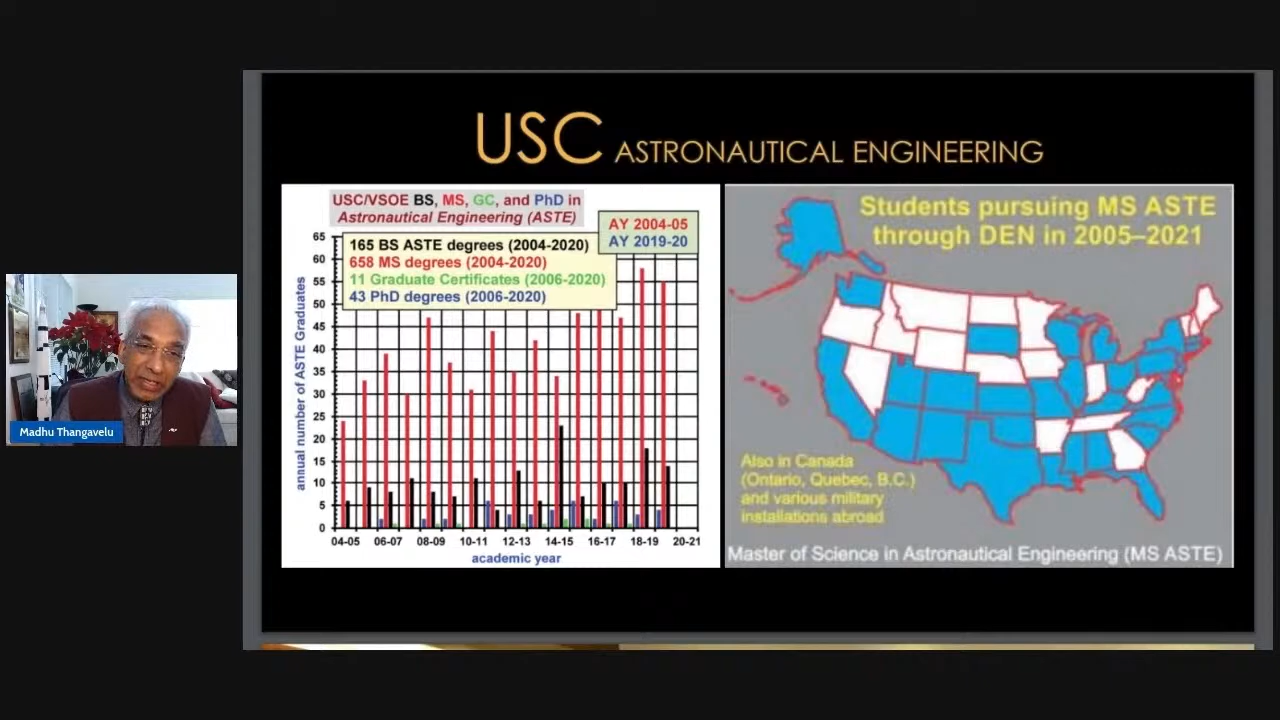 USC ASTRONAUTICAL ENGINEERING
USC/VSOE BS, MS, GC, and PhD in
Astronautical Engineering (ASTE)
AY 2004-05
AY 2019-20
165 BS ASTE degrees (2004-2020)
658 MS degrees (2004-2020)
11 Graduate Certificates (2006-2020)
43 PhD degrees (2006-2020)
annual number of ASTE Graduates
65
60
55
50
45
40
35
30
25
20
15
10
5
0
04-05 06-07 08-09 10-11 12-13 14-15 16-17 18-19 20-21
academic year
Students pursuing MS ASTE
through DEN in 2005–2021
Also in Canada
(Ontario, Quebec, B.C.)
and various military
installations abroad
Master of Science in Astronautical Engineering (MS ASTE)
Madhu Thangavelu